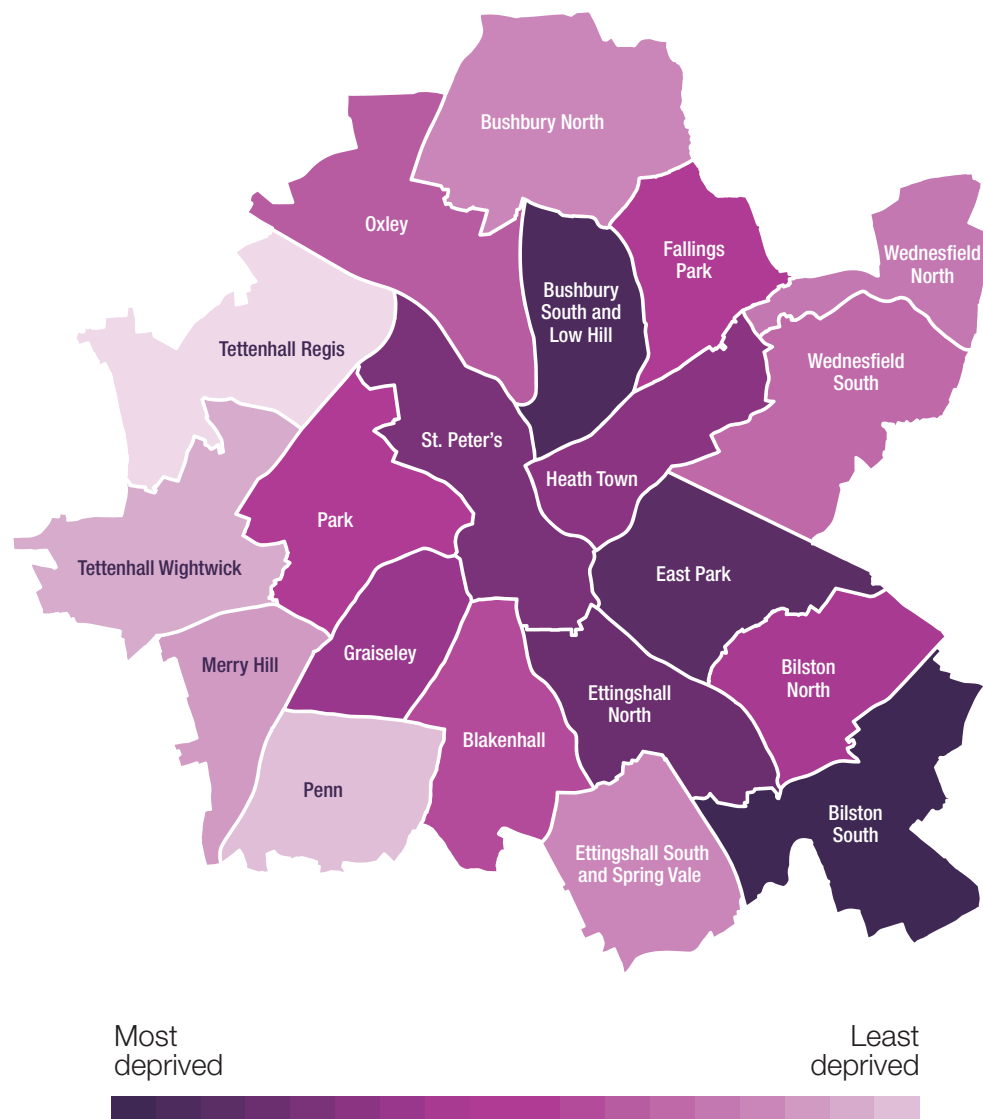 Bushbury North
Oxley
Fallings
Park
Wednesfield
North
Bushbury
South and
Low Hill
Tettenhall Regis
Wednesfield
South
St. Peter’s
Heath Town
Park
Tettenhall Wightwick
East Park
Merry Hill
Graiseley
Bilston
North
Ettingshall
North
Blakenhall
Penn
Bilston
South
Ettingshall South
and Spring Vale
Most
deprived
Least
deprived